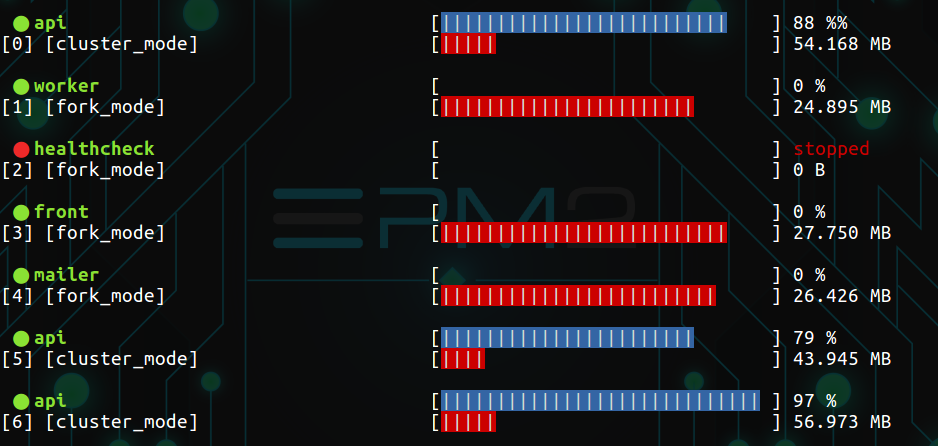 api [|||||||||||||||||||||||||| ] 88 %%
[0] [cluster_mode] [||||| ] 54.168 MB
worker [ ] 0 %
[1] [fork_mode] [||||||||||||||||||||||| ] 24.895 MB
healthcheck [ ] stopped
[2] [fork_mode] [ ] 0 B
front [ ] 0 %
[3] [fork_mode] [|||||||||||||||||||||||||| ] 27.750 MB
mailer [ ] 0 %
[4] [fork_mode] [||||||||||||||||||||||||| ] 26.426 MB
api [||||||||||||||||||||||| ] 79 %
[5] [cluster_mode] [|||| ] 43.945 MB
api [||||||||||||||||||||||||||||| ] 97 %
[6] [cluster_mode] [||||| ] 56.973 MB
PM2